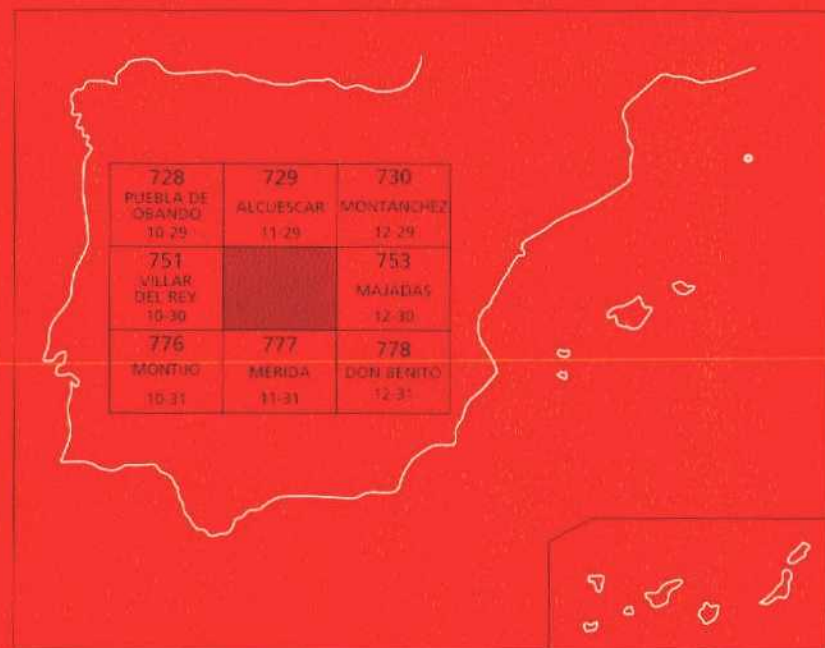 728
PUEBLA DE
OBANDO
10-29
729
ALCUESCAR
11-29
730
MONTANCHEZ
12-29
751
VILLAR
DEL REY
10-30
753
MAJADAS
12-30
776
MONTIJO
10-31
777
MERIDA
11-31
778
DON BENITO
12-31